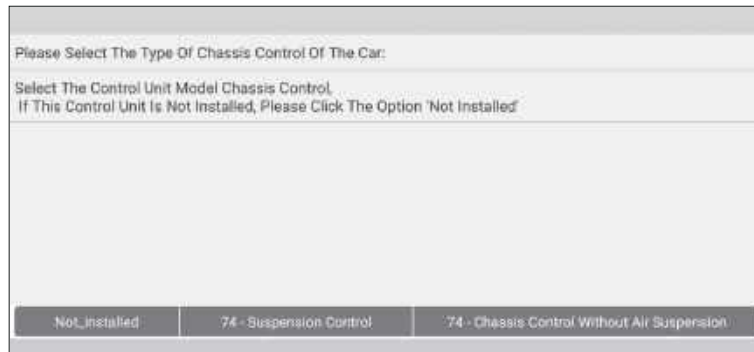 Please Select The Type Of Chassis Control Of The Car:
Select The Control Unit Model Chassis Control,
If This Control Unit Is Not Installed, Please Click The Option 'Not Installed'
Not_installed
74 - Suspension Control
74 - Chassis Control Without Air Suspension